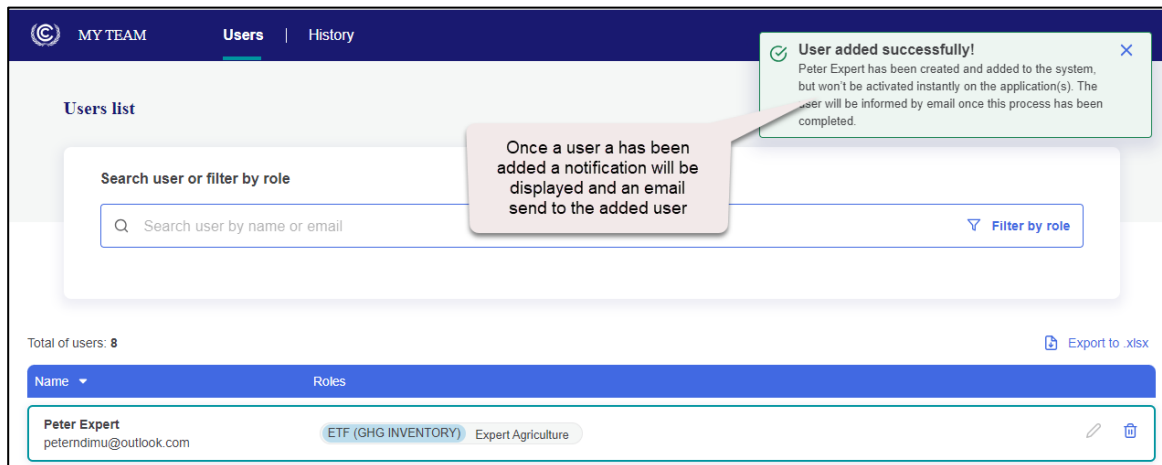 MY TEAM
Users | History
User added successfully!
Peter Expert has been created and added to the system,
but won't be activated instantly on the application(s). The
user will be informed by email once this process has been
completed.
Users list
Once a user a has been
added a notification will be
displayed and an email
send to the added user
Search user or filter by role
Search user by name or email
Filter by role
Total of users: 8
Export to .xlsx
Name
Roles
Peter Expert
peterndimu@outlook.com
ETF (GHG INVENTORY) Expert Agriculture